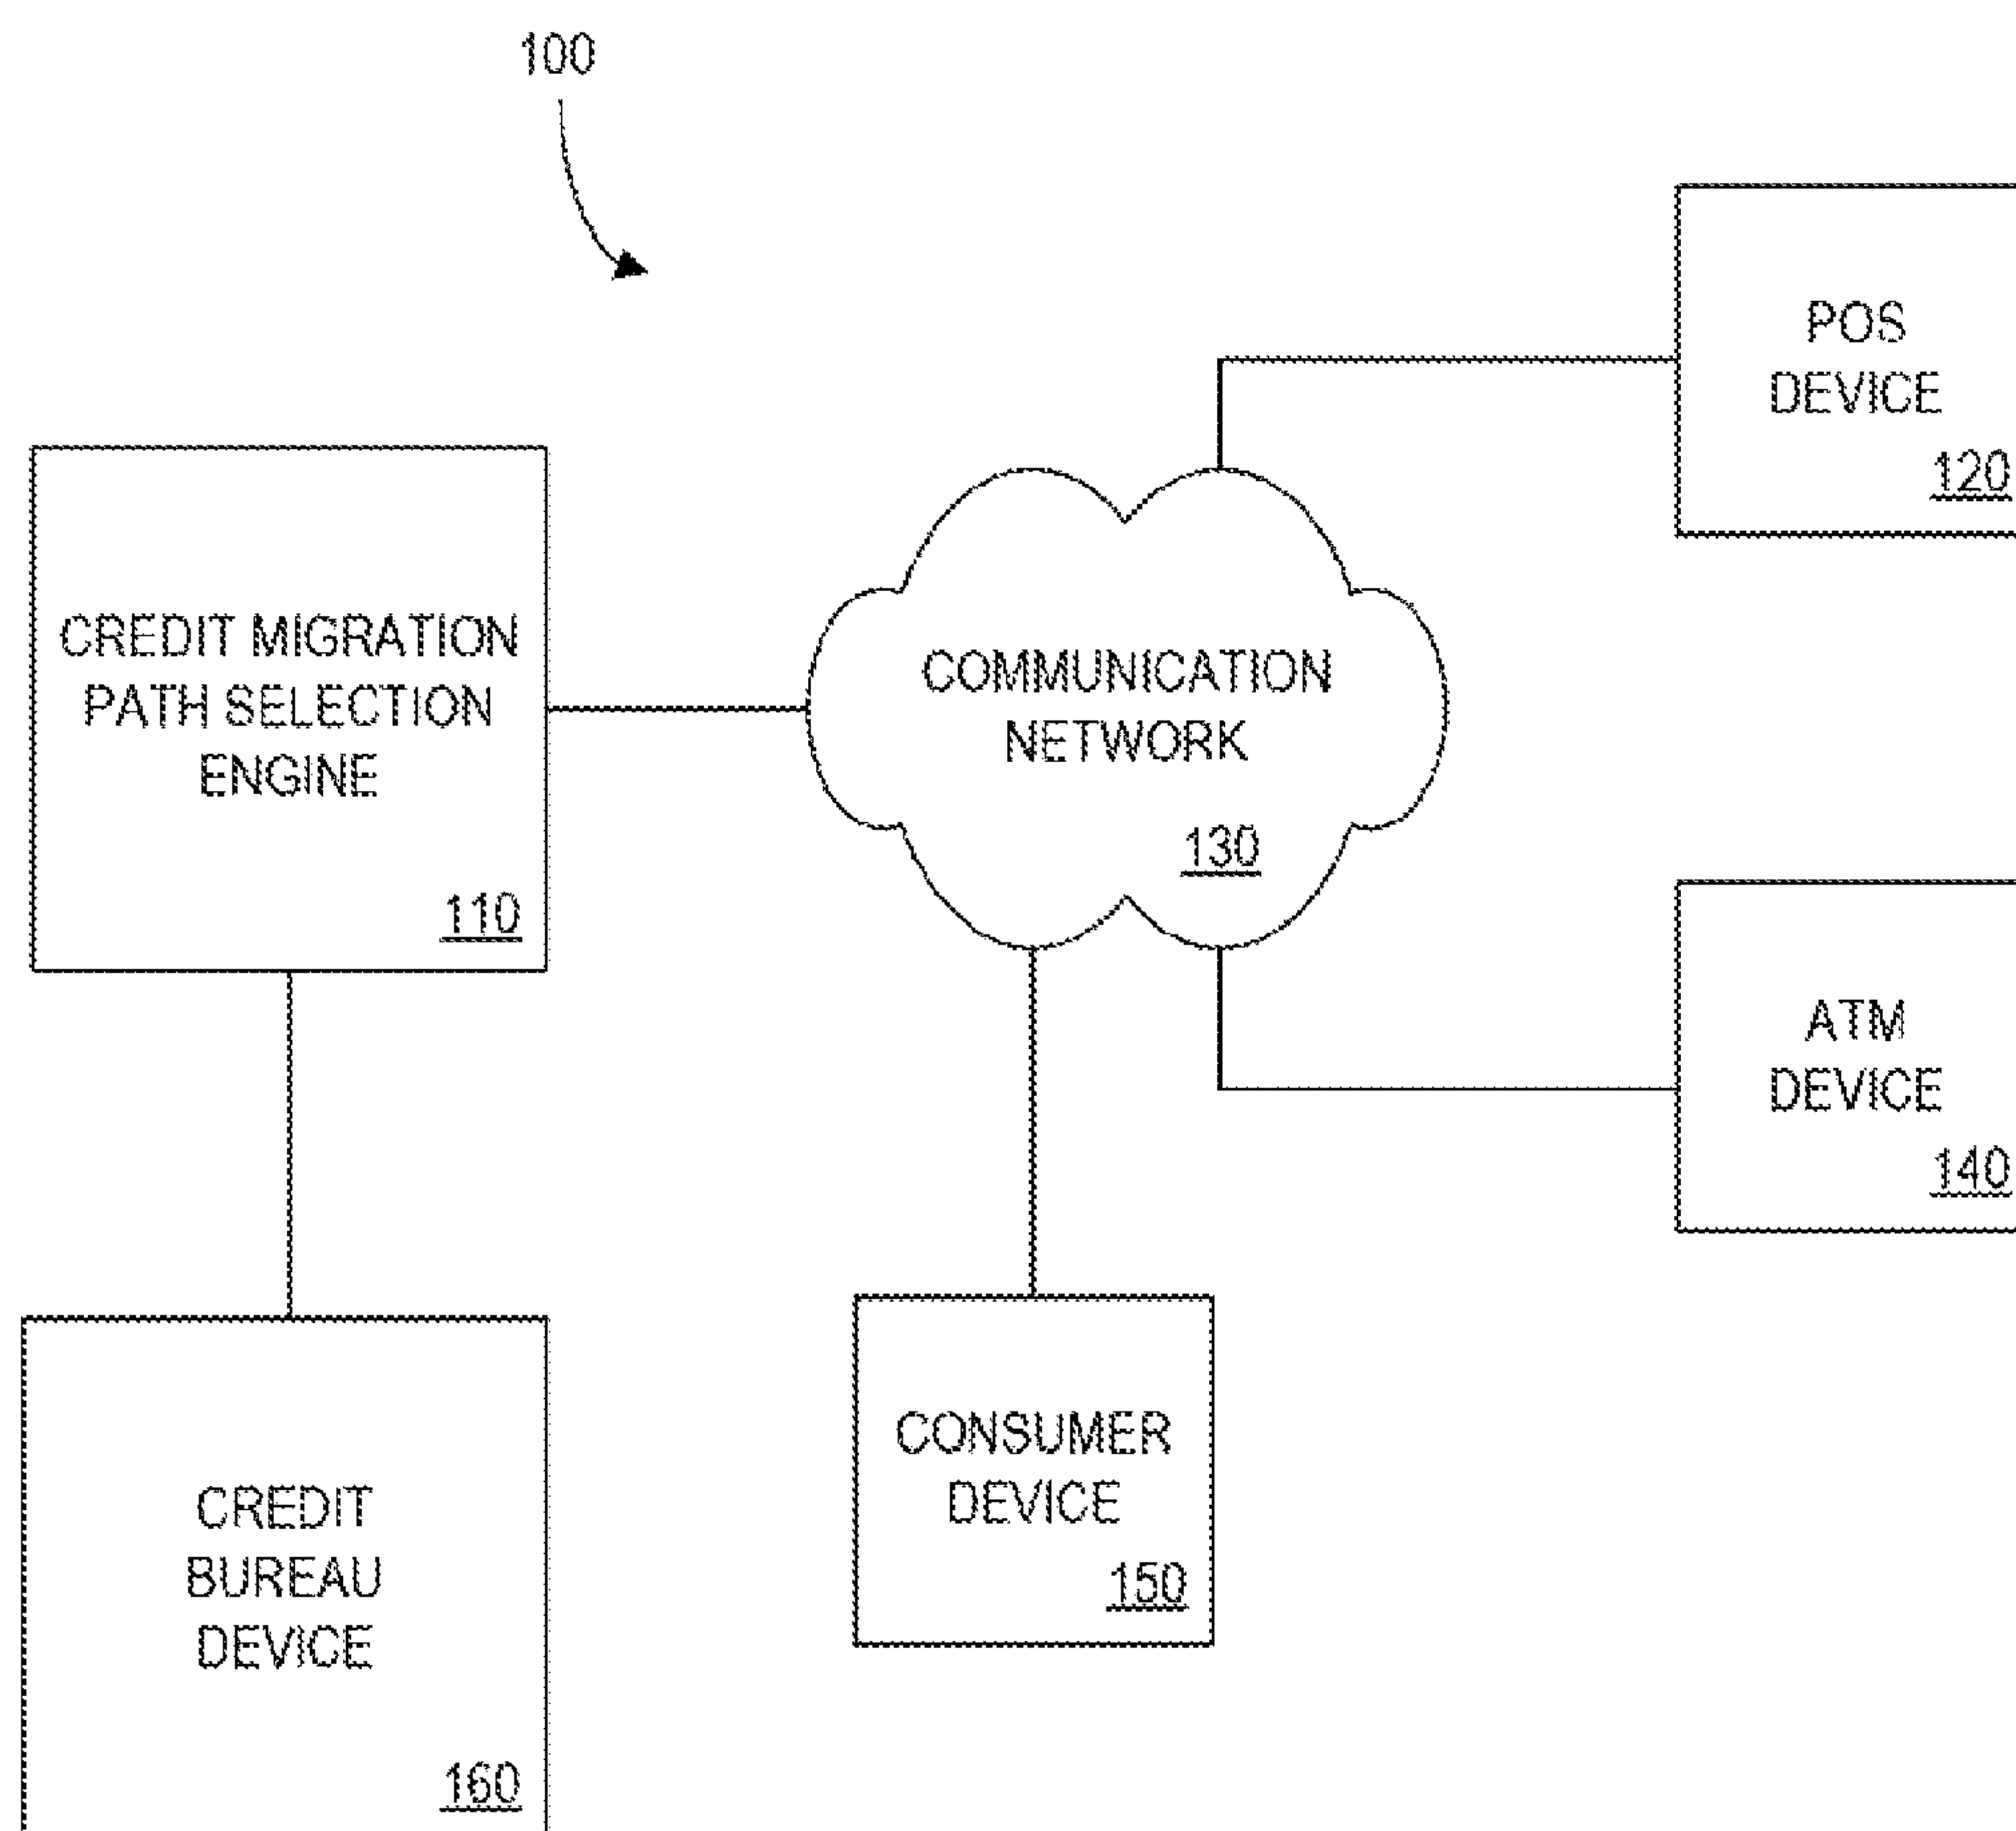 100
POS
DEVICE
120
CREDIT MIGRATION
PATH SELECTION
ENGINE
110
COMMUNICATION
NETWORK
130
ATM
DEVICE
140
CONSUMER
DEVICE
150
CREDIT
BUREAU
DEVICE
160